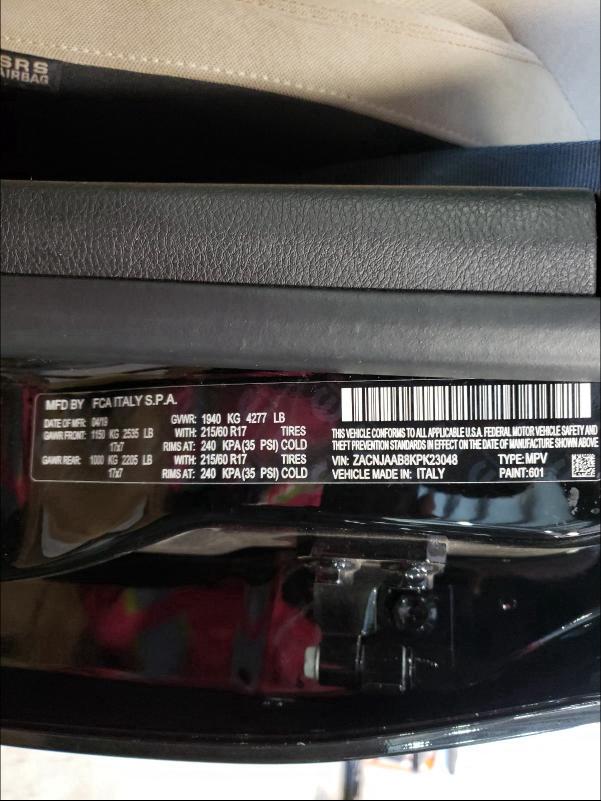 SRS
AIRBAG
MFD BY FCA ITALY S.P.A.
DATE OF MFR: 04/19 GVWR: 1940 KG 4277 LB
GAWR FRONT: 1150 KG 2535 LB WITH: 215/60 R17 TIRES
17x7 RIMS AT: 240 KPA(35 PSI) COLD
GAWR REAR: 1000 KG 2205 LB WITH: 215/60 R17 TIRES
17x7 RIMS AT: 240 KPA(35 PSI) COLD
THIS VEHICLE CONFORMS TO ALL APPLICABLE U.S.A. FEDERAL MOTOR VEHICLE SAFETY AND
THEFT PREVENTION STANDARDS IN EFFECT ON THE DATE OF MANUFACTURE SHOWN ABOVE
VIN: ZACNJAAB8KPK23048 TYPE: MPV
VEHICLE MADE IN: ITALY PAINT: 601